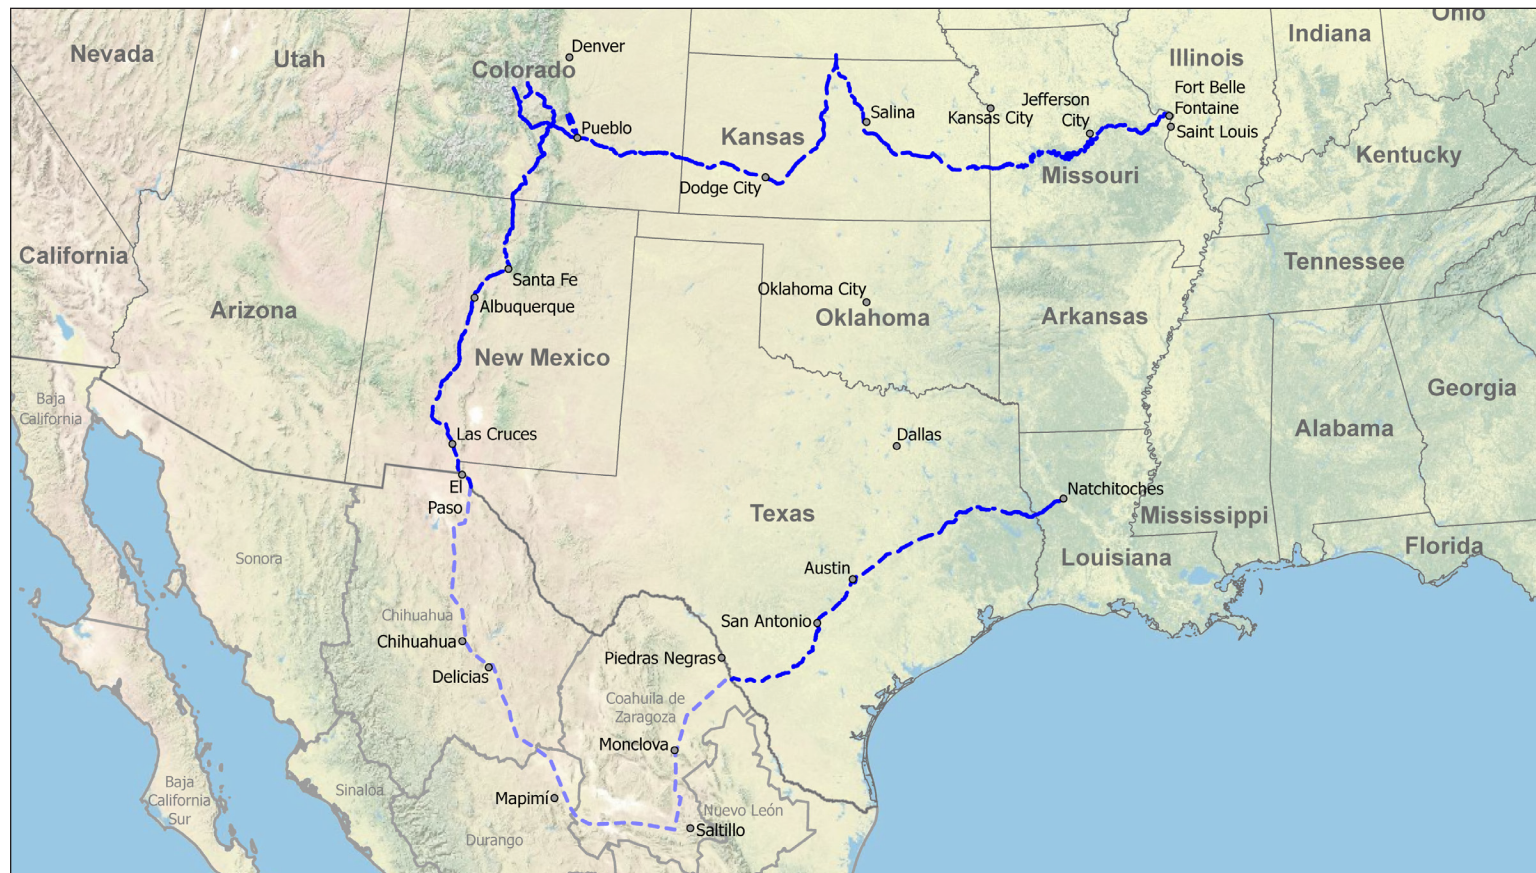 Ohio
Nevada
Utah
Denver
Colorado
Indiana
Illinois
Fort Belle
Fontaine
Saint Louis
Jefferson
City
Kansas City
Salina
Kansas
Pueblo
Dodge City
Missouri
Kentucky
California
Arizona
Santa Fe
Albuquerque
New Mexico
Oklahoma City
Oklahoma
Arkansas
Tennessee
Baja
California
Las Cruces
El
Paso
Dallas
Texas
Natchitoches
Mississippi
Alabama
Georgia
Louisiana
Florida
Sonora
Chihuahua
Chihuahua
Delicias
Austin
San Antonio
Piedras Negras
Coahuila de
Zaragoza
Monclova
Baja
California
Sur
Sinaloa
Mapimí
Durango
Nuevo León
Saltillo